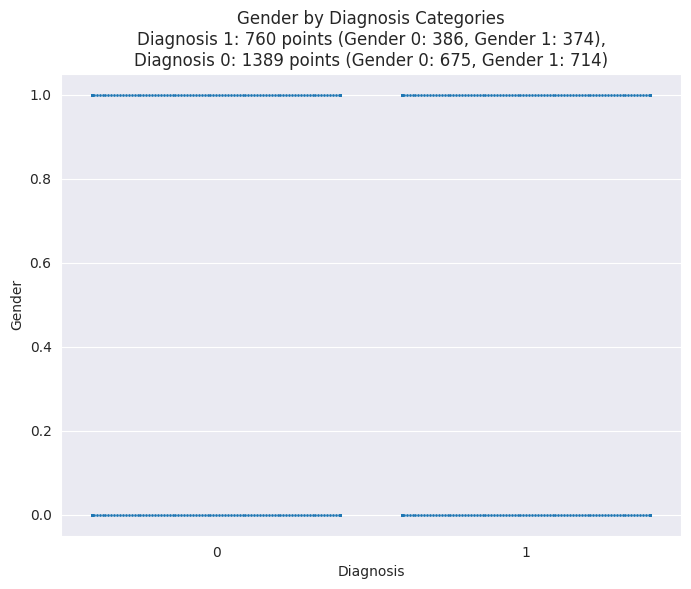 Gender by Diagnosis Categories
Diagnosis 1: 760 points (Gender 0: 386, Gender 1: 374),
Diagnosis 0: 1389 points (Gender 0: 675, Gender 1: 714)
1.0
0.8
0.6
0.4
0.2
0.0
Gender
0 1
Diagnosis